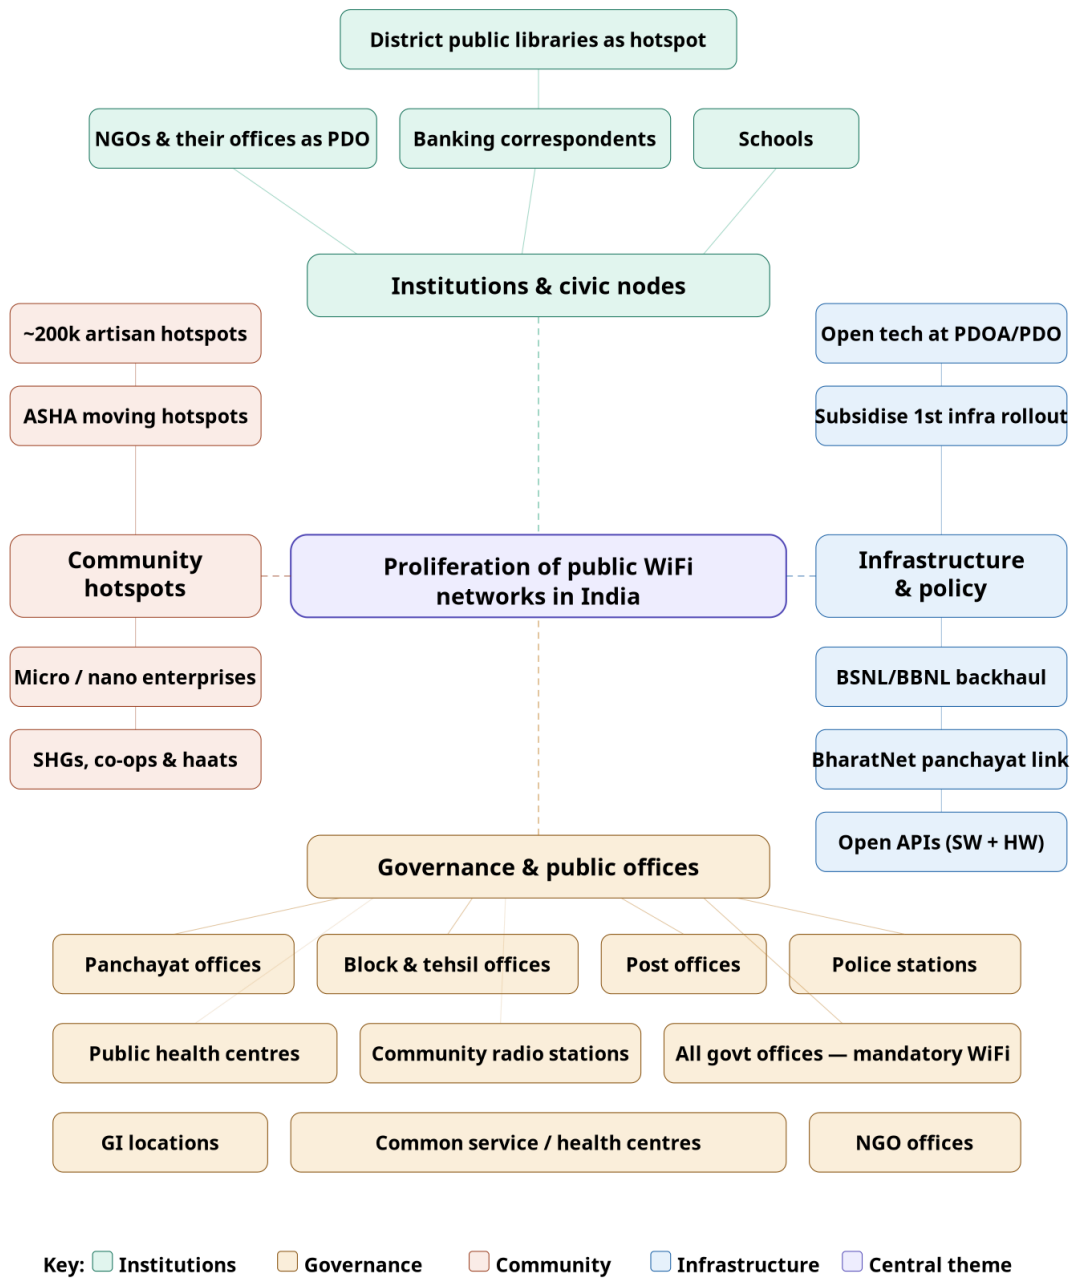 District public libraries as hotspot
NGOs & their offices as PDO
Banking correspondents
Schools
Institutions & civic nodes
~200k artisan hotspots
ASHA moving hotspots
Community
hotspots
Micro / nano enterprises
SHGs, co-ops & haats
Proliferation of public WiFi
networks in India
Open tech at PDOA/PDO
Subsidise 1st infra rollout
Infrastructure
& policy
BSNL/BBNL backhaul
BharatNet panchayat link
Open APIs (SW + HW)
Governance & public offices
Panchayat offices
Block & tehsil offices
Post offices
Police stations
Public health centres
Community radio stations
All govt offices — mandatory WiFi
GI locations
Common service / health centres
NGO offices
Key: Institutions Governance Community Infrastructure Central theme